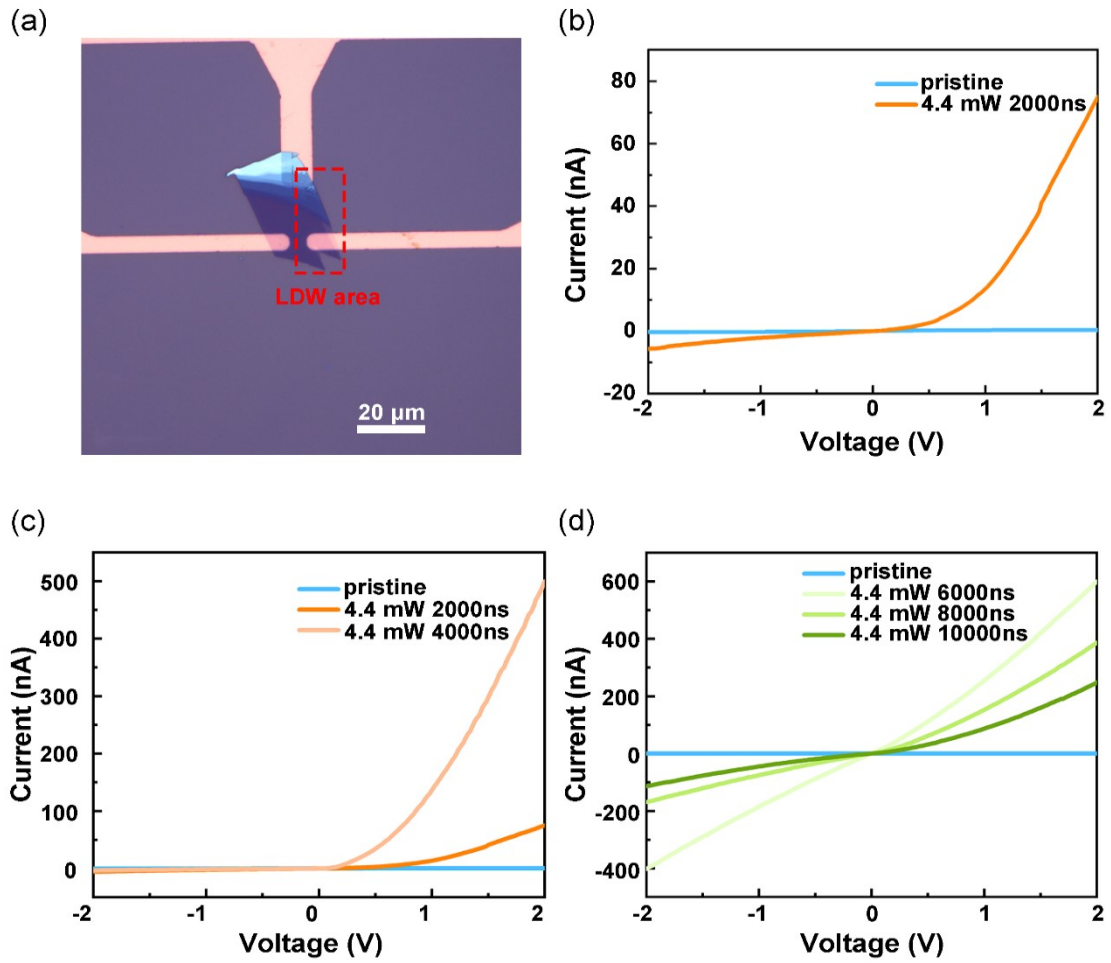 (a)
LDW area
20 μm
(b)
80
60
40
20
0
-20
-2
-1
0
1
2
Current (nA)
Voltage (V)
pristine
4.4 mW 2000ns
(c)
500
400
300
200
100
0
-2
-1
0
1
2
Current (nA)
Voltage (V)
pristine
4.4 mW 2000ns
4.4 mW 4000ns
(d)
600
400
200
0
-200
-400
-2
-1
0
1
2
Current (nA)
Voltage (V)
pristine
4.4 mW 6000ns
4.4 mW 8000ns
4.4 mW 10000ns